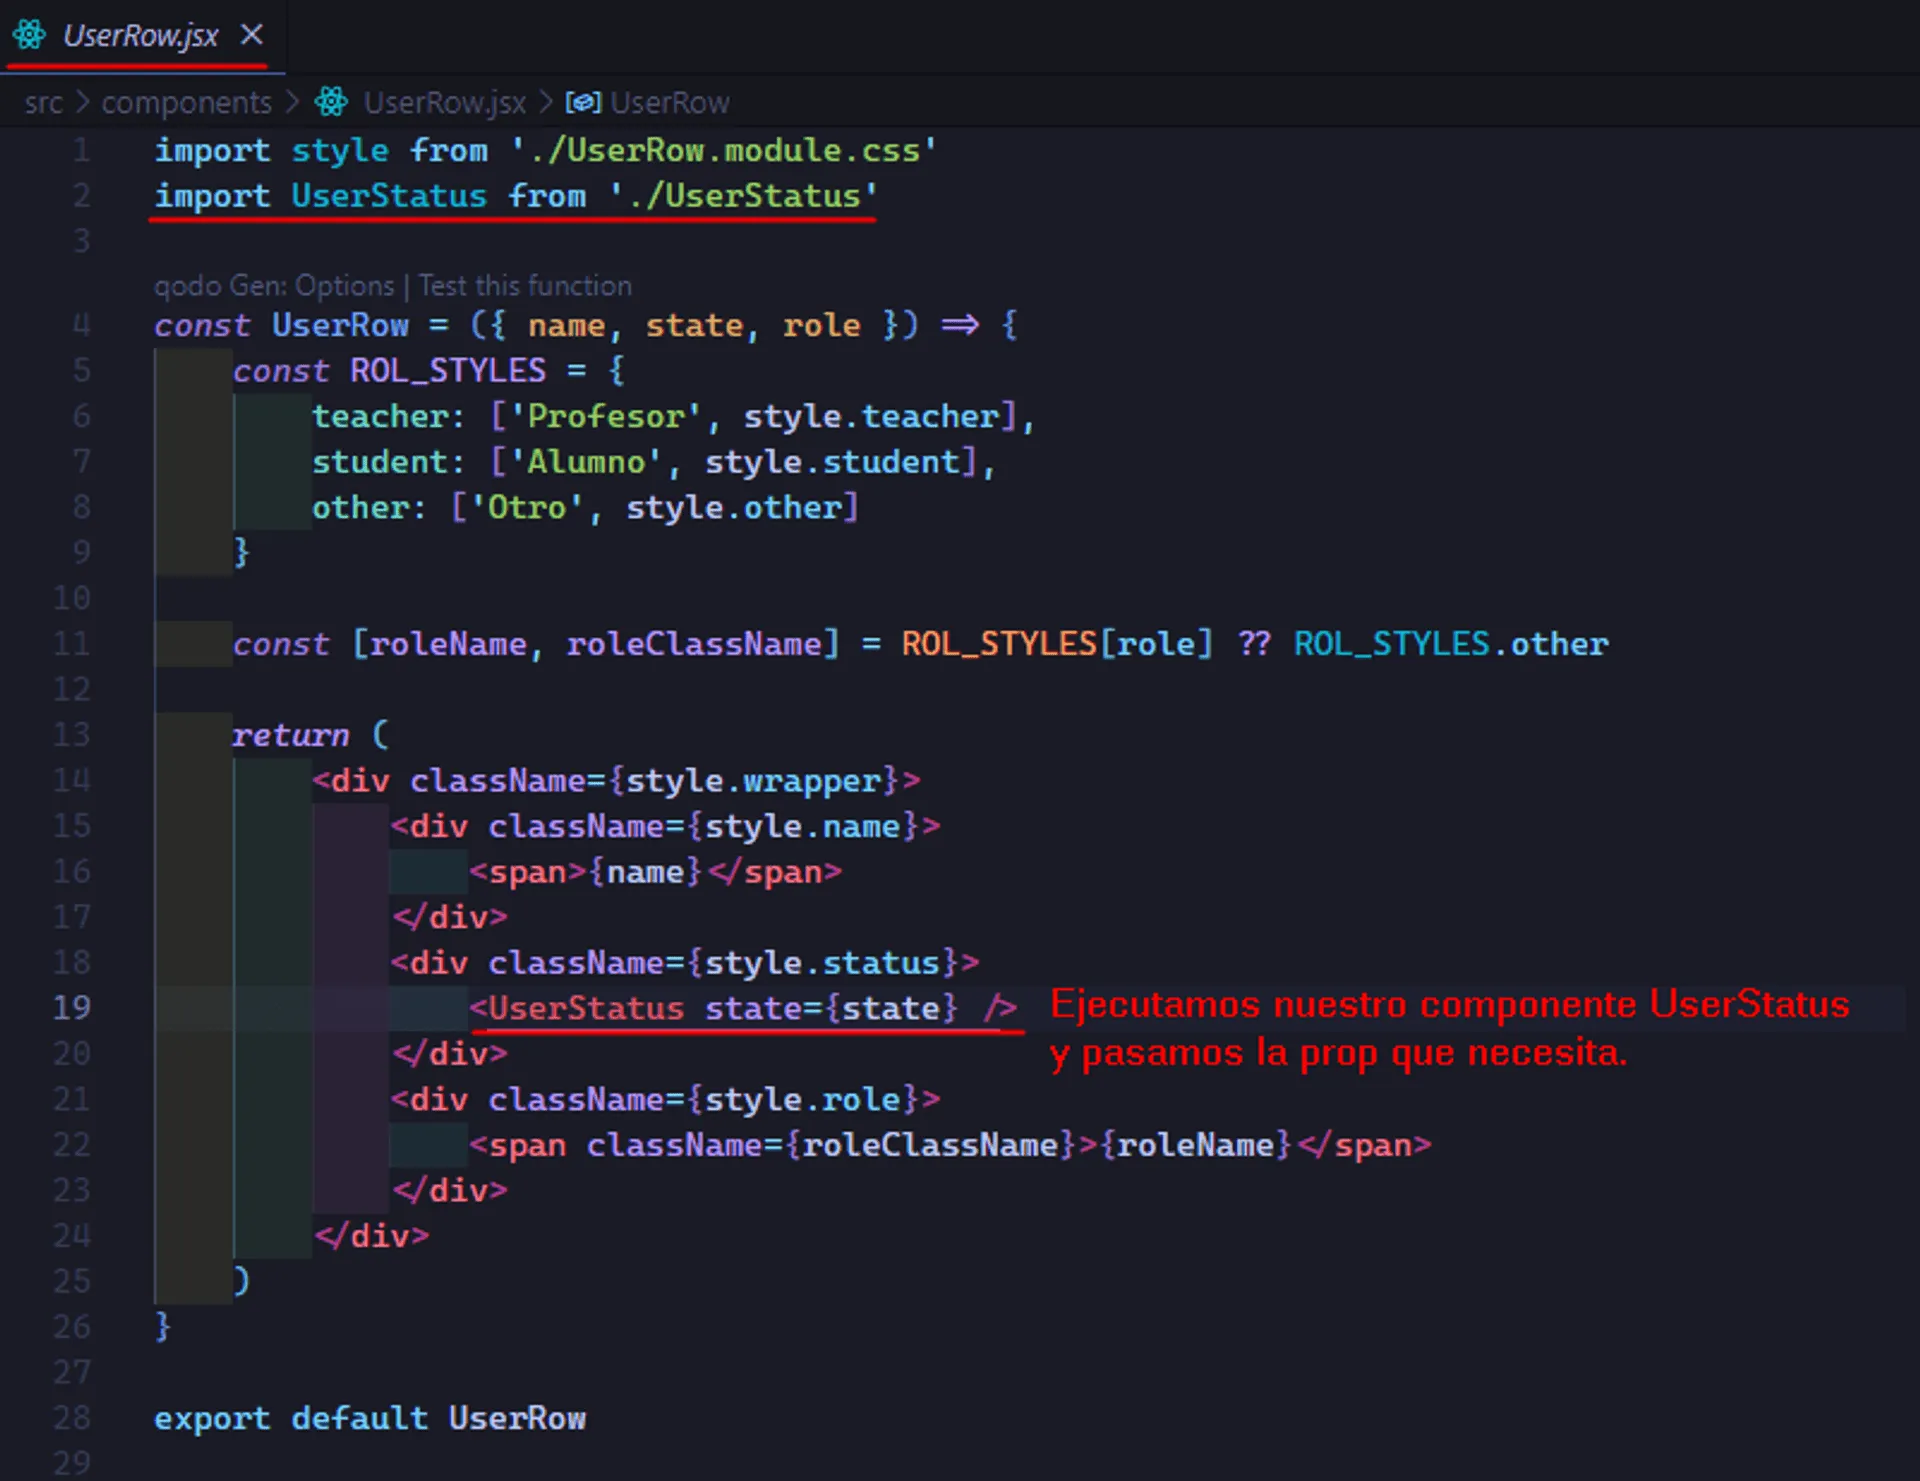 UserRow.jsx
src > components > UserRow.jsx > UserRow
1 import style from './UserRow.module.css'
2 import UserStatus from './UserStatus'
3
qodo Gen: Options | Test this function
4 const UserRow = ({ name, state, role }) => {
5     const ROL_STYLES = {
6         teacher: ['Profesor', style.teacher],
7         student: ['Alumno', style.student],
8         other: ['Otro', style.other]
9     }
10
11     const [roleName, roleClassName] = ROL_STYLES[role] ?? ROL_STYLES.other
12
13     return (
14         <div className={style.wrapper}>
15             <div className={style.name}>
16                 <span>{name}</span>
17             </div>
18             <div className={style.status}>
19                 <UserStatus state={state} /> Ejecutamos nuestro componente UserStatus
y pasamos la prop que necesita.
20             </div>
21             <div className={style.role}>
22                 <span className={roleClassName}>{roleName}</span>
23             </div>
24         </div>
25     )
26 }
27
28 export default UserRow
29